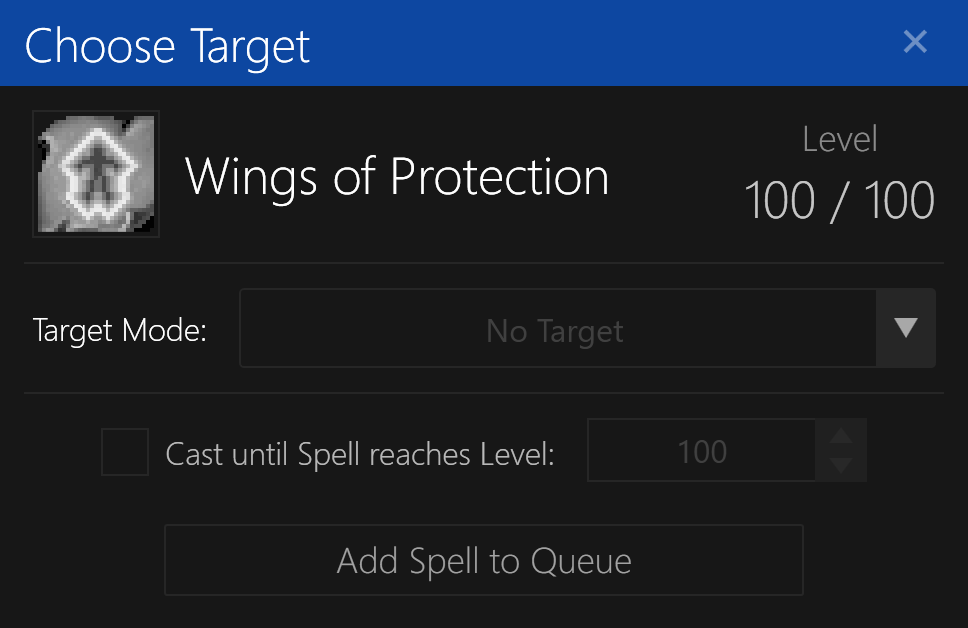 Choose Target
Wings of Protection
Level
100 / 100
Target Mode:
No Target
Cast until Spell reaches Level:
100
Add Spell to Queue